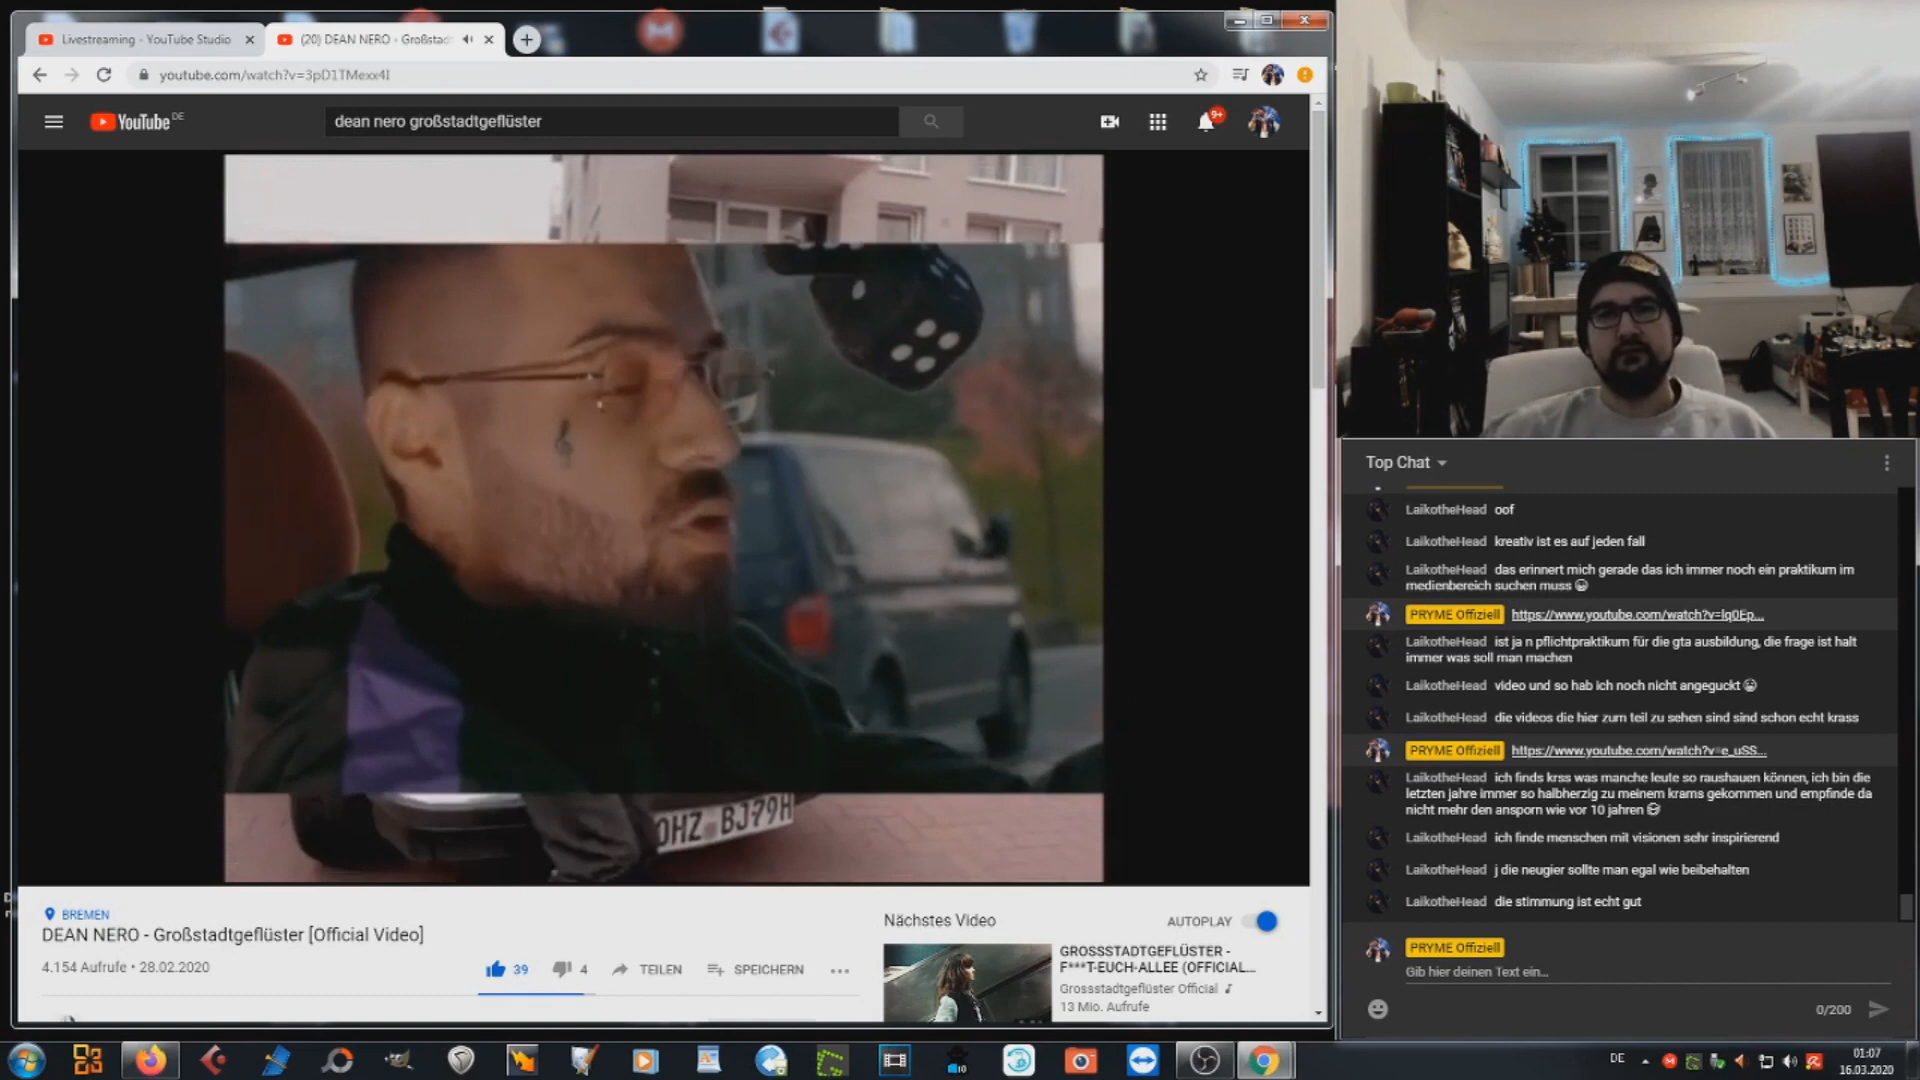 Livestreaming - YouTube Studio
(20) DEAN NERO - Großstad
youtube.com/watch?v=3pD1TMexx4I
YouTube DE
dean nero großstadtgeflüster
9+
OHZ BJ79H
BREMEN
DEAN NERO - Großstadtgeflüster [Official Video]
4.154 Aufrufe • 28.02.2020
39
4
TEILEN
SPEICHERN
Nächstes Video
AUTOPLAY
GROSSSTADTGEFLÜSTER -
F***T-EUCH-ALLEE (OFFICIAL...
Grossstadtgeflüster Official
13 Mio. Aufrufe
Top Chat
LaikotheHead oof
LaikotheHead kreativ ist es auf jeden fall
LaikotheHead das erinnert mich gerade das ich immer noch ein praktikum im
medienbereich suchen muss
PRYME Offiziell https://www.youtube.com/watch?v=lq0Ep...
LaikotheHead ist ja n pflichtpraktikum für die gta ausbildung, die frage ist halt
immer was soll man machen
LaikotheHead video und so hab ich noch nicht angeguckt
LaikotheHead die videos die hier zum teil zu sehen sind sind schon echt krass
PRYME Offiziell https://www.youtube.com/watch?v=e_uSS...
LaikotheHead ich finds krss was manche leute so raushauen können, ich bin die
letzten jahre immer so halbherzig zu meinem krams gekommen und empfinde da
nicht mehr den ansporn wie vor 10 jahren
LaikotheHead ich finde menschen mit visionen sehr inspirierend
LaikotheHead j die neugier sollte man egal wie beibehalten
LaikotheHead die stimmung ist echt gut
PRYME Offiziell
Gib hier deinen Text ein...
0/200
DE
01:07
16.03.2020